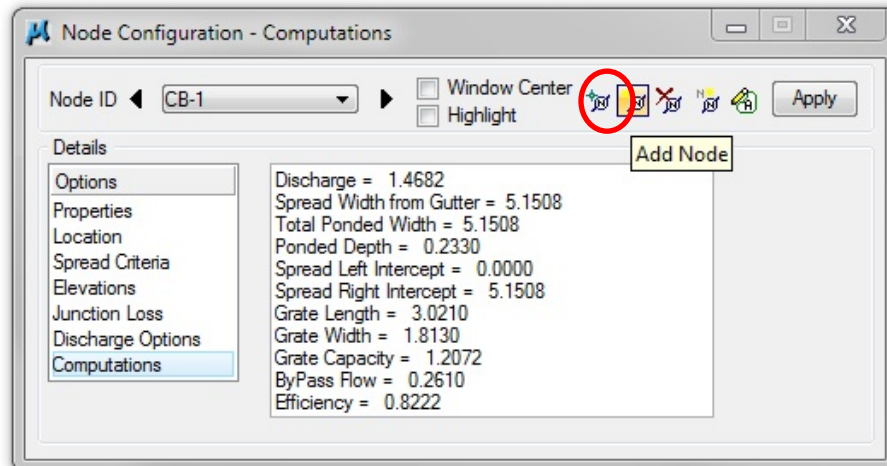 Node Configuration - Computations
Node ID CB-1 Window Center Highlight Apply
Add Node
Details
Options
Properties
Location
Spread Criteria
Elevations
Junction Loss
Discharge Options
Computations
Discharge = 1.4682
Spread Width from Gutter = 5.1508
Total Ponded Width = 5.1508
Ponded Depth = 0.2330
Spread Left Intercept = 0.0000
Spread Right Intercept = 5.1508
Grate Length = 3.0210
Grate Width = 1.8130
Grate Capacity = 1.2072
ByPass Flow = 0.2610
Efficiency = 0.8222